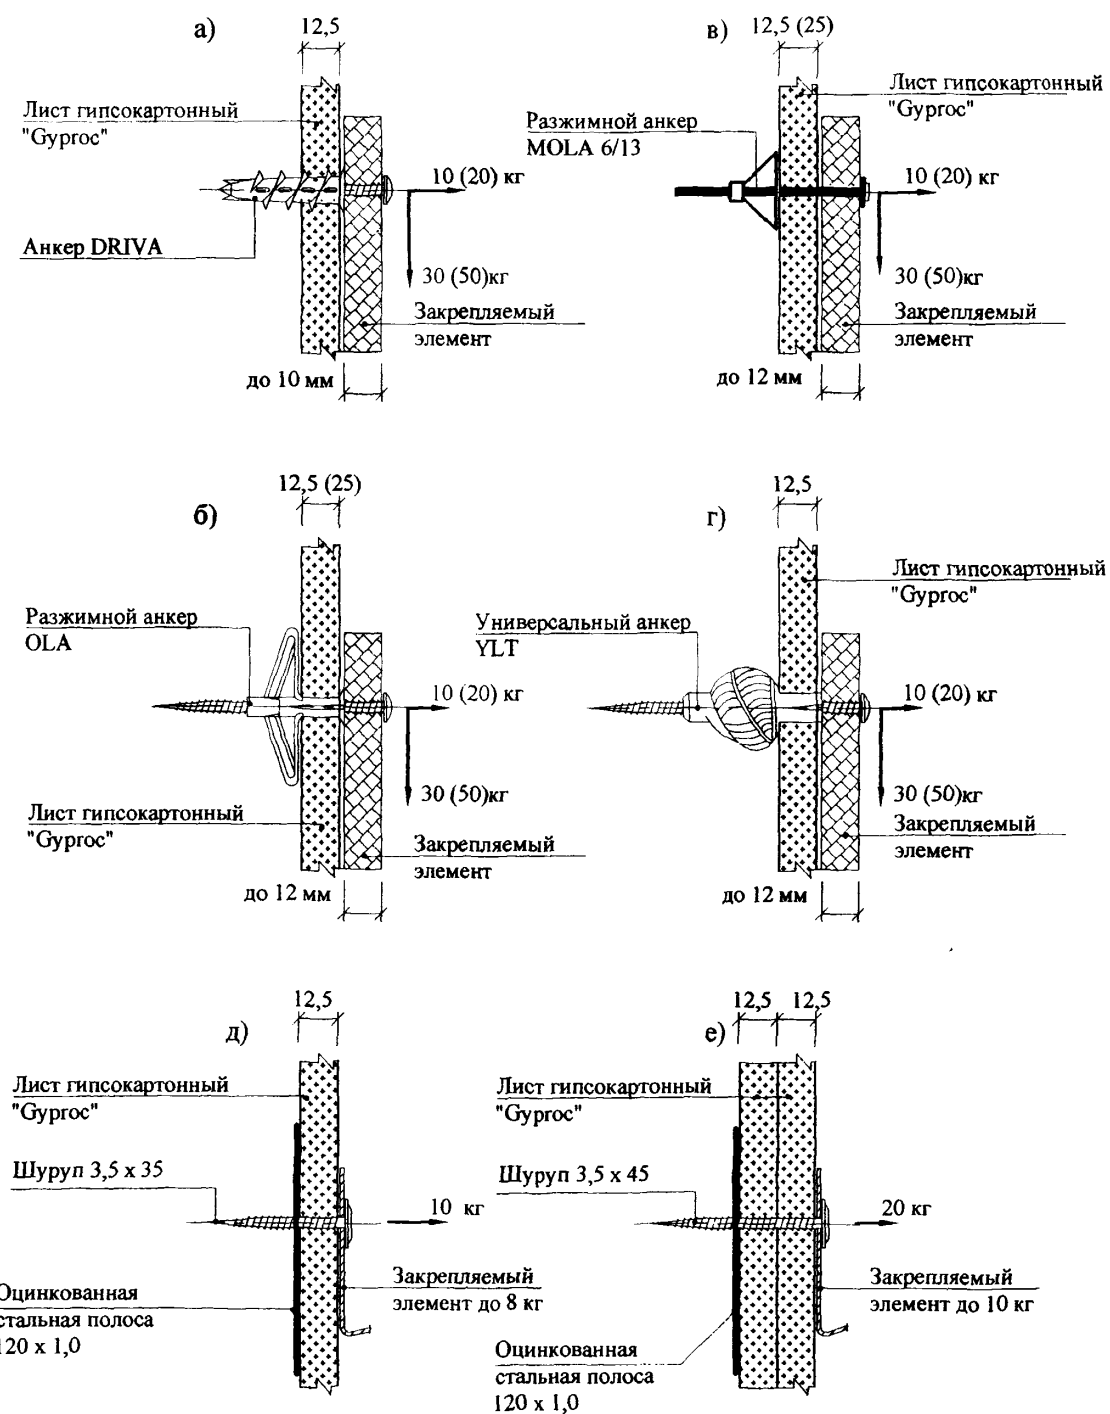 а)
12,5
Лист гипсокартонный
"Gyproc"
10 (20) кг
Анкер DRIVA
30 (50)кг
Закрепляемый
элемент
до 10 мм
в)
12,5 (25)
Лист гипсокартонный
"Gyproc"
Разжимной анкер
MOLA 6/13
10 (20) кг
30 (50)кг
Закрепляемый
элемент
до 12 мм
б)
12,5 (25)
Разжимной анкер
OLA
10 (20) кг
30 (50)кг
Лист гипсокартонный
"Gyproc"
Закрепляемый
элемент
до 12 мм
г)
12,5
Лист гипсокартонный
"Gyproc"
Универсальный анкер
YLT
10 (20) кг
30 (50)кг
Закрепляемый
элемент
до 12 мм
д)
12,5
Лист гипсокартонный
"Gyproc"
Шуруп 3,5 x 35
10 кг
Закрепляемый
элемент до 8 кг
Оцинкованная
стальная полоса
120 x 1,0
е)
12,5 12,5
Лист гипсокартонный
"Gyproc"
Шуруп 3,5 x 45
20 кг
Закрепляемый
элемент до 10 кг
Оцинкованная
стальная полоса
120 x 1,0